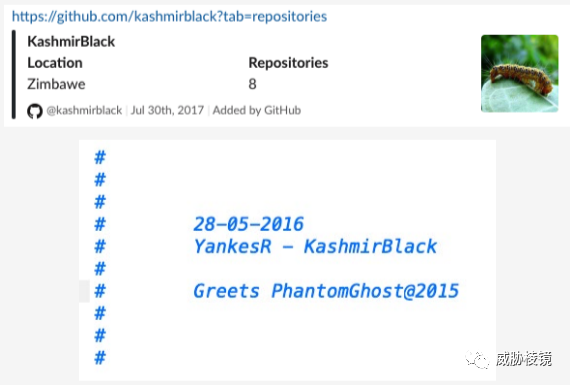 https://github.com/kashmirblack?tab=repositories
KashmirBlack
Location Repositories
Zimbawe 8
@kashmirblack | Jul 30th, 2017 | Added by GitHub
#
#
#
# 28-05-2016
# YankesR - KashmirBlack
#
# Greets PhantomGhost@2015
#
#
#
威胁棱镜